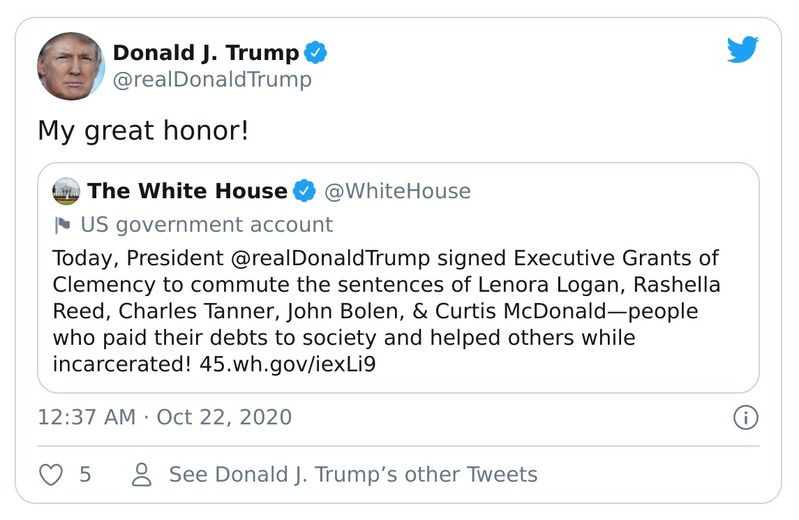 Donald J. Trump
@realDonaldTrump
My great honor!
The White House @WhiteHouse
US government account
Today, President @realDonaldTrump signed Executive Grants of
Clemency to commute the sentences of Lenora Logan, Rashella
Reed, Charles Tanner, John Bolen, & Curtis McDonald—people
who paid their debts to society and helped others while
incarcerated! 45.wh.gov/iexLi9
12:37 AM · Oct 22, 2020
5 See Donald J. Trump’s other Tweets